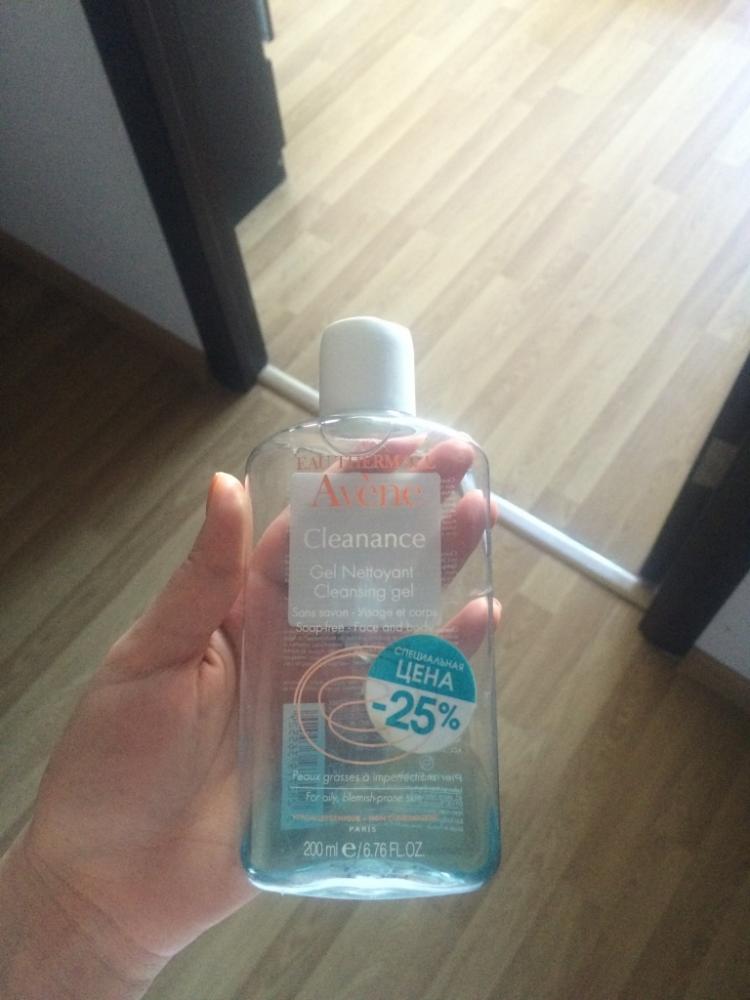 EAU THERMALE
Avène
Cleanance
Gel Nettoyant
Cleansing gel
Sans savon - Visage et corps
Soap-free - Face and body
СПЕЦИАЛЬНАЯ
ЦЕНА
-25%
Peaux grasses à imperfections
For oily, blemish-prone skin
PARIS
200 ml e / 6.76 FL.OZ.